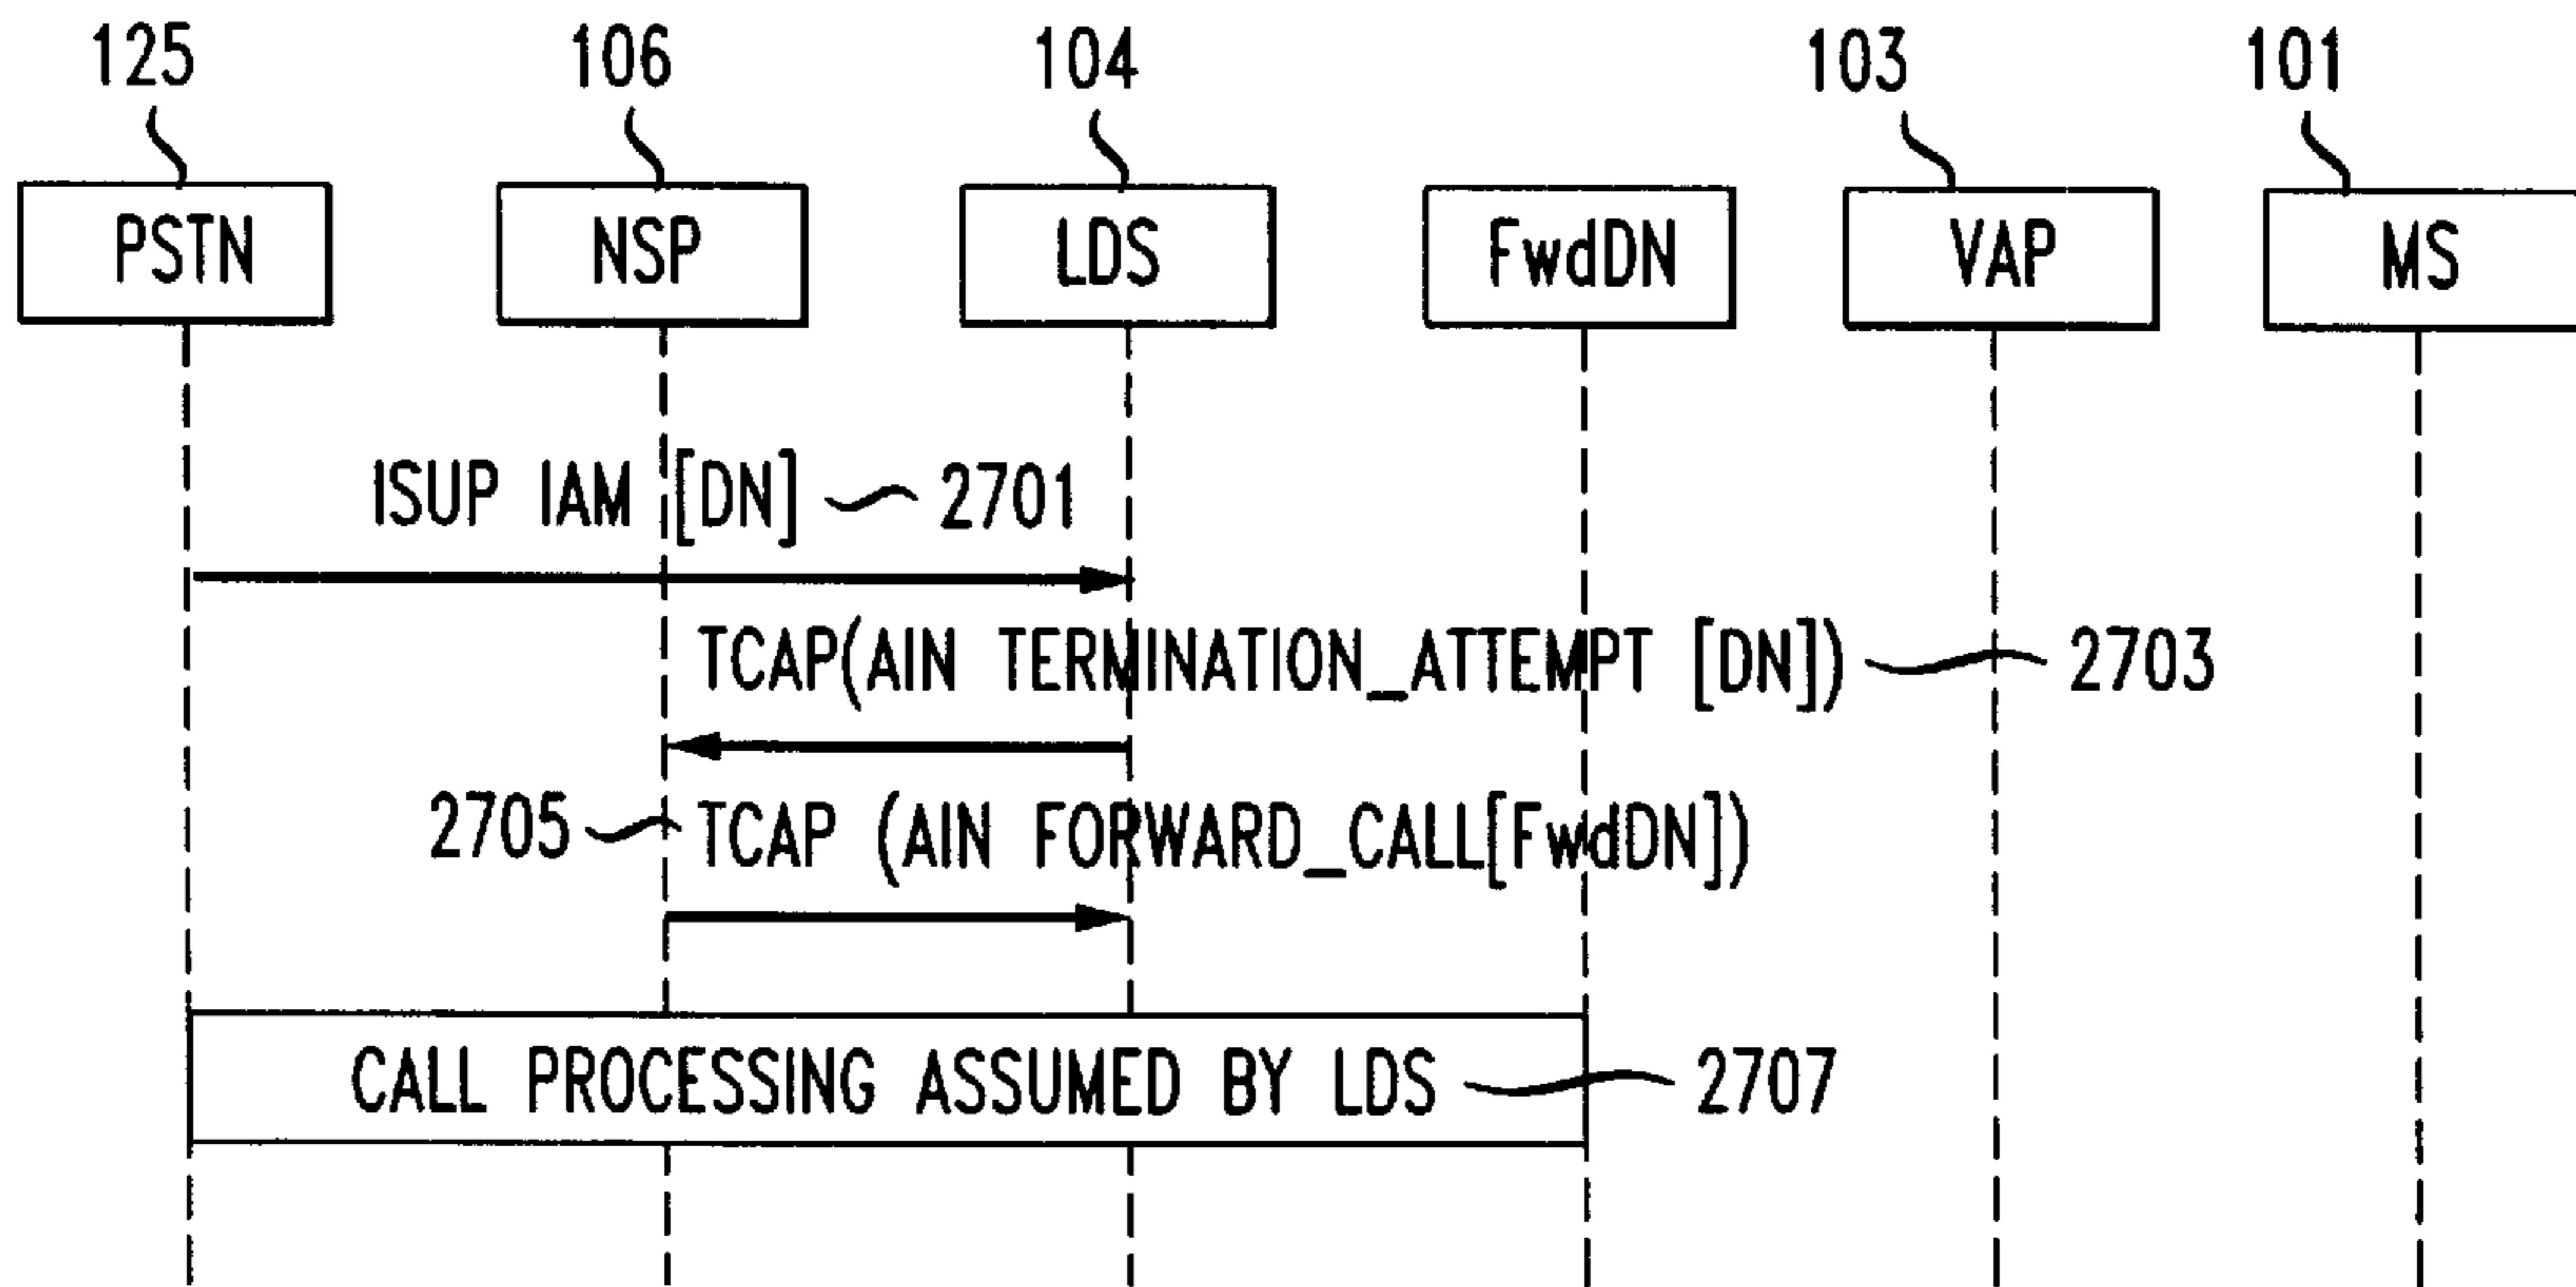 125 106 104 103 101
PSTN NSP LDS FwdDN VAP MS
ISUP IAM [DN] 2701
TCAP(AIN TERMINATION_ATTEMPT [DN]) 2703
2705 TCAP (AIN FORWARD_CALL[FwdDN])
CALL PROCESSING ASSUMED BY LDS 2707